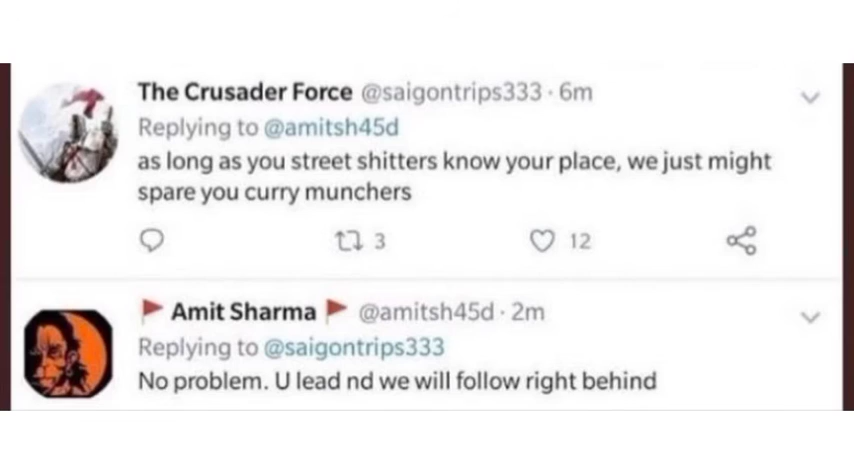 The Crusader Force @saigontrips333 · 6m
Replying to @amitsh45d
as long as you street shitters know your place, we just might
spare you curry munchers
3 12
Amit Sharma @amitsh45d · 2m
Replying to @saigontrips333
No problem. U lead nd we will follow right behind